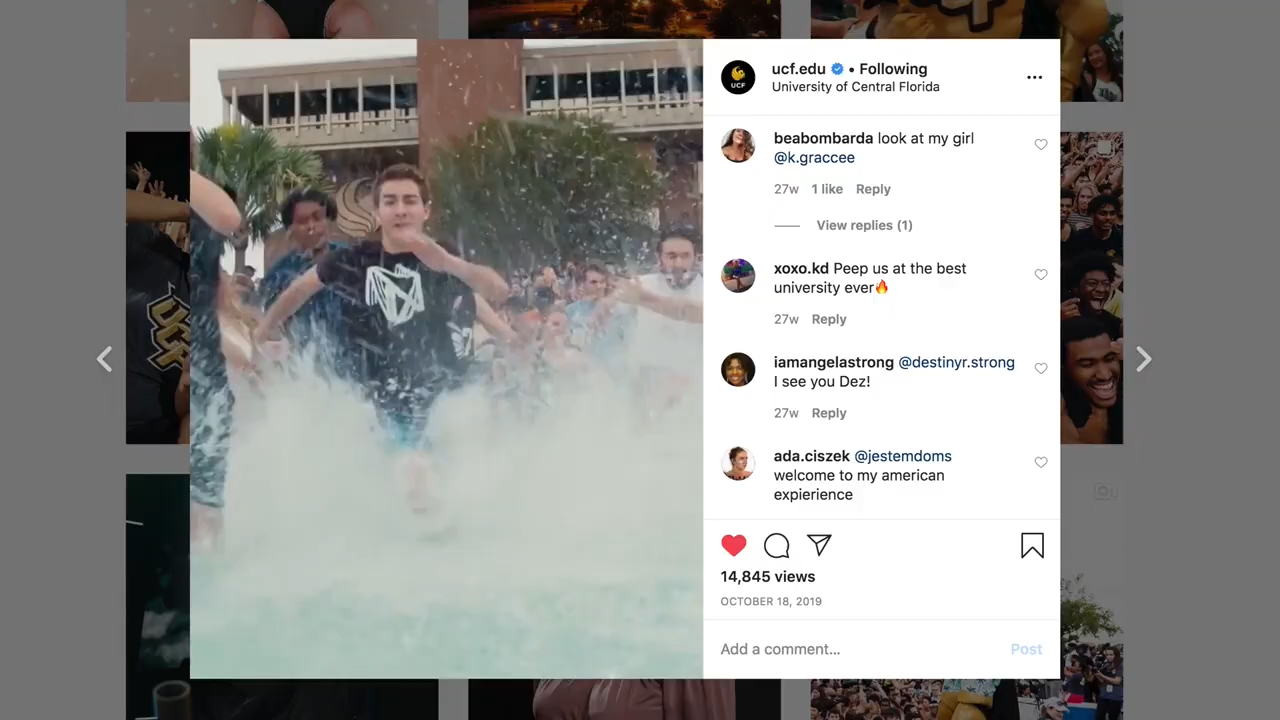 ucf.edu • Following
University of Central Florida
UCF
beabombarda look at my girl
@k.graccee
27w 1 like Reply
View replies (1)
xoxo.kd Peep us at the best
university ever🔥
27w Reply
iamangelastrong @destinyr.strong
I see you Dez!
27w Reply
ada.ciszek @jestemdoms
welcome to my american
expierience
14,845 views
OCTOBER 18, 2019
Add a comment...
Post
UCF